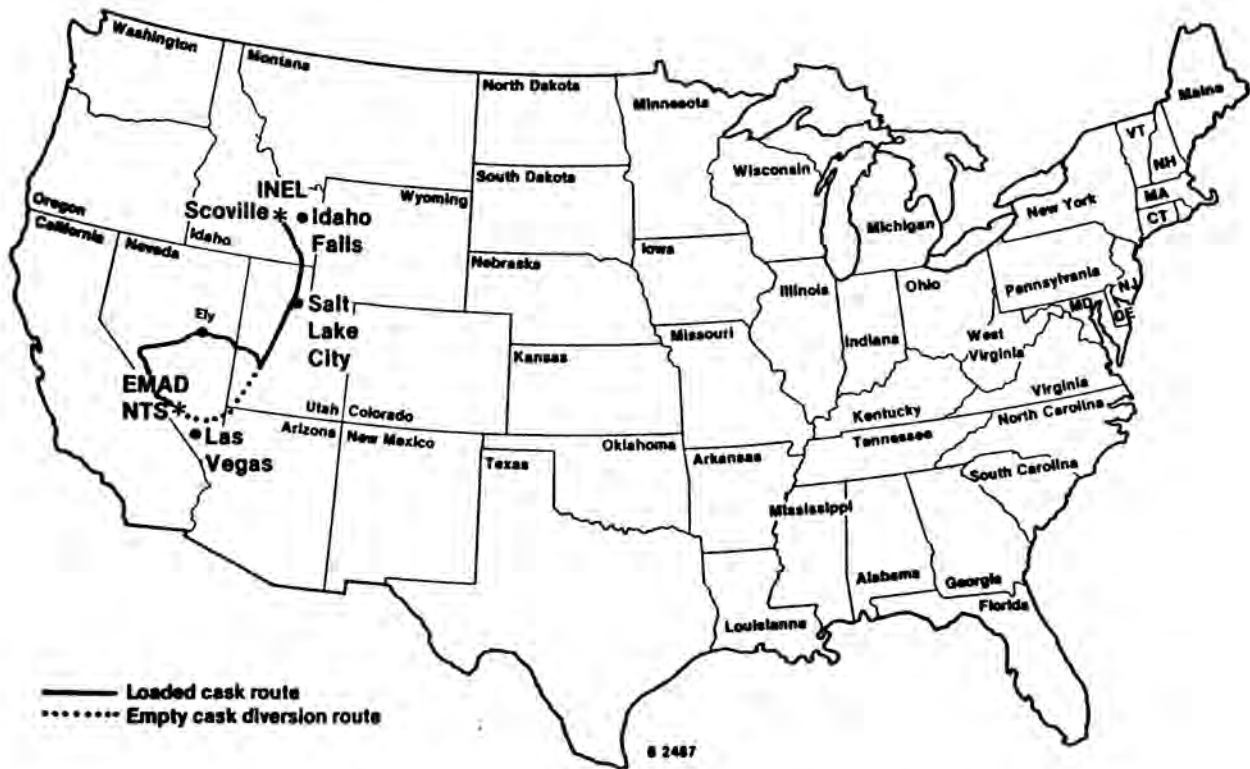 Washington
Montana
North Dakota
Minnesota
Maine
VT
NH
MA
CT
New York
Wisconsin
Michigan
South Dakota
Wyoming
INEL
Scoville* Idaho
Falls
Oregon
California
Idaho
Nevada
Iowa
Nebraska
Illinois
Ohio
Pennsylvania
NJ
MD
DE
Ely
Salt
Lake
City
Missouri
Indiana
West
Virginia
Kansas
EMAD
NTS*
Utah
Colorado
Kentucky
Virginia
Las
Vegas
Arizona
New Mexico
Oklahoma
Texas
Arkansas
Tennessee
North Carolina
South Carolina
Mississippi
Alabama
Georgia
Florida
Louisianna
Loaded cask route
Empty cask diversion route
6 2487